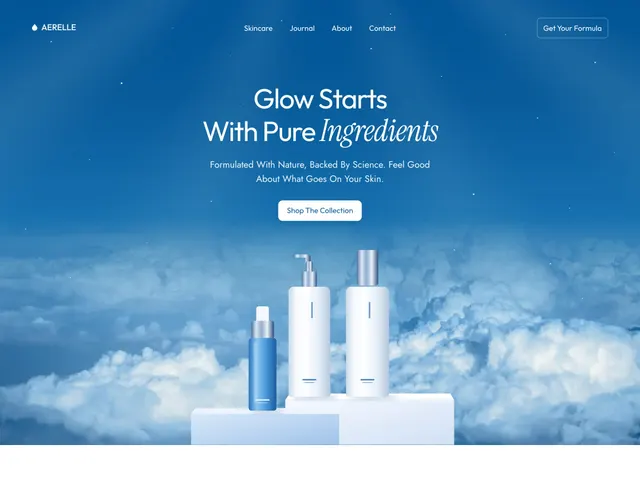 AERELLE
Skincare
Journal
About
Contact
Get Your Formula
Glow Starts
With Pure Ingredients
Formulated With Nature, Backed By Science. Feel Good
About What Goes On Your Skin.
Shop The Collection